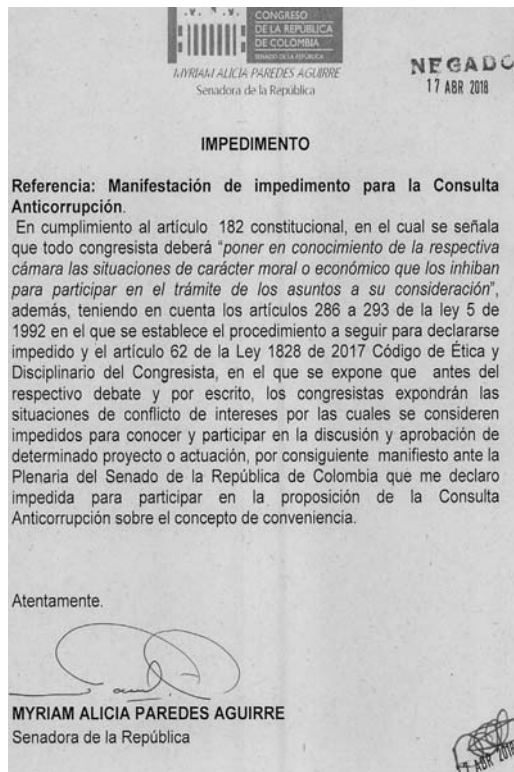 CONGRESO
DE LA REPÚBLICA
DE COLOMBIA
SENADO DE LA REPÚBLICA
MYRIAM ALICIA PAREDES AGUIRRE
Senadora de la República
NEGADO
17 ABR 2018
IMPEDIMENTO
Referencia: Manifestación de impedimento para la Consulta
Anticorrupción.
En cumplimiento al artículo 182 constitucional, en el cual se señala
que todo congresista deberá “poner en conocimiento de la respectiva
cámara las situaciones de carácter moral o económico que los inhiban
para participar en el trámite de los asuntos a su consideración”,
además, teniendo en cuenta los artículos 286 a 293 de la ley 5 de
1992 en el que se establece el procedimiento a seguir para declararse
impedido y el artículo 62 de la Ley 1828 de 2017 Código de Ética y
Disciplinario del Congresista, en el que se expone que antes del
respectivo debate y por escrito, los congresistas expondrán las
situaciones de conflicto de intereses por las cuales se consideren
impedidos para conocer y participar en la discusión y aprobación de
determinado proyecto o actuación, por consiguiente manifiesto ante la
Plenaria del Senado de la República de Colombia que me declaro
impedida para participar en la proposición de la Consulta
Anticorrupción sobre el concepto de conveniencia.
Atentamente.
MYRIAM ALICIA PAREDES AGUIRRE
Senadora de la República
17 ABR 2018